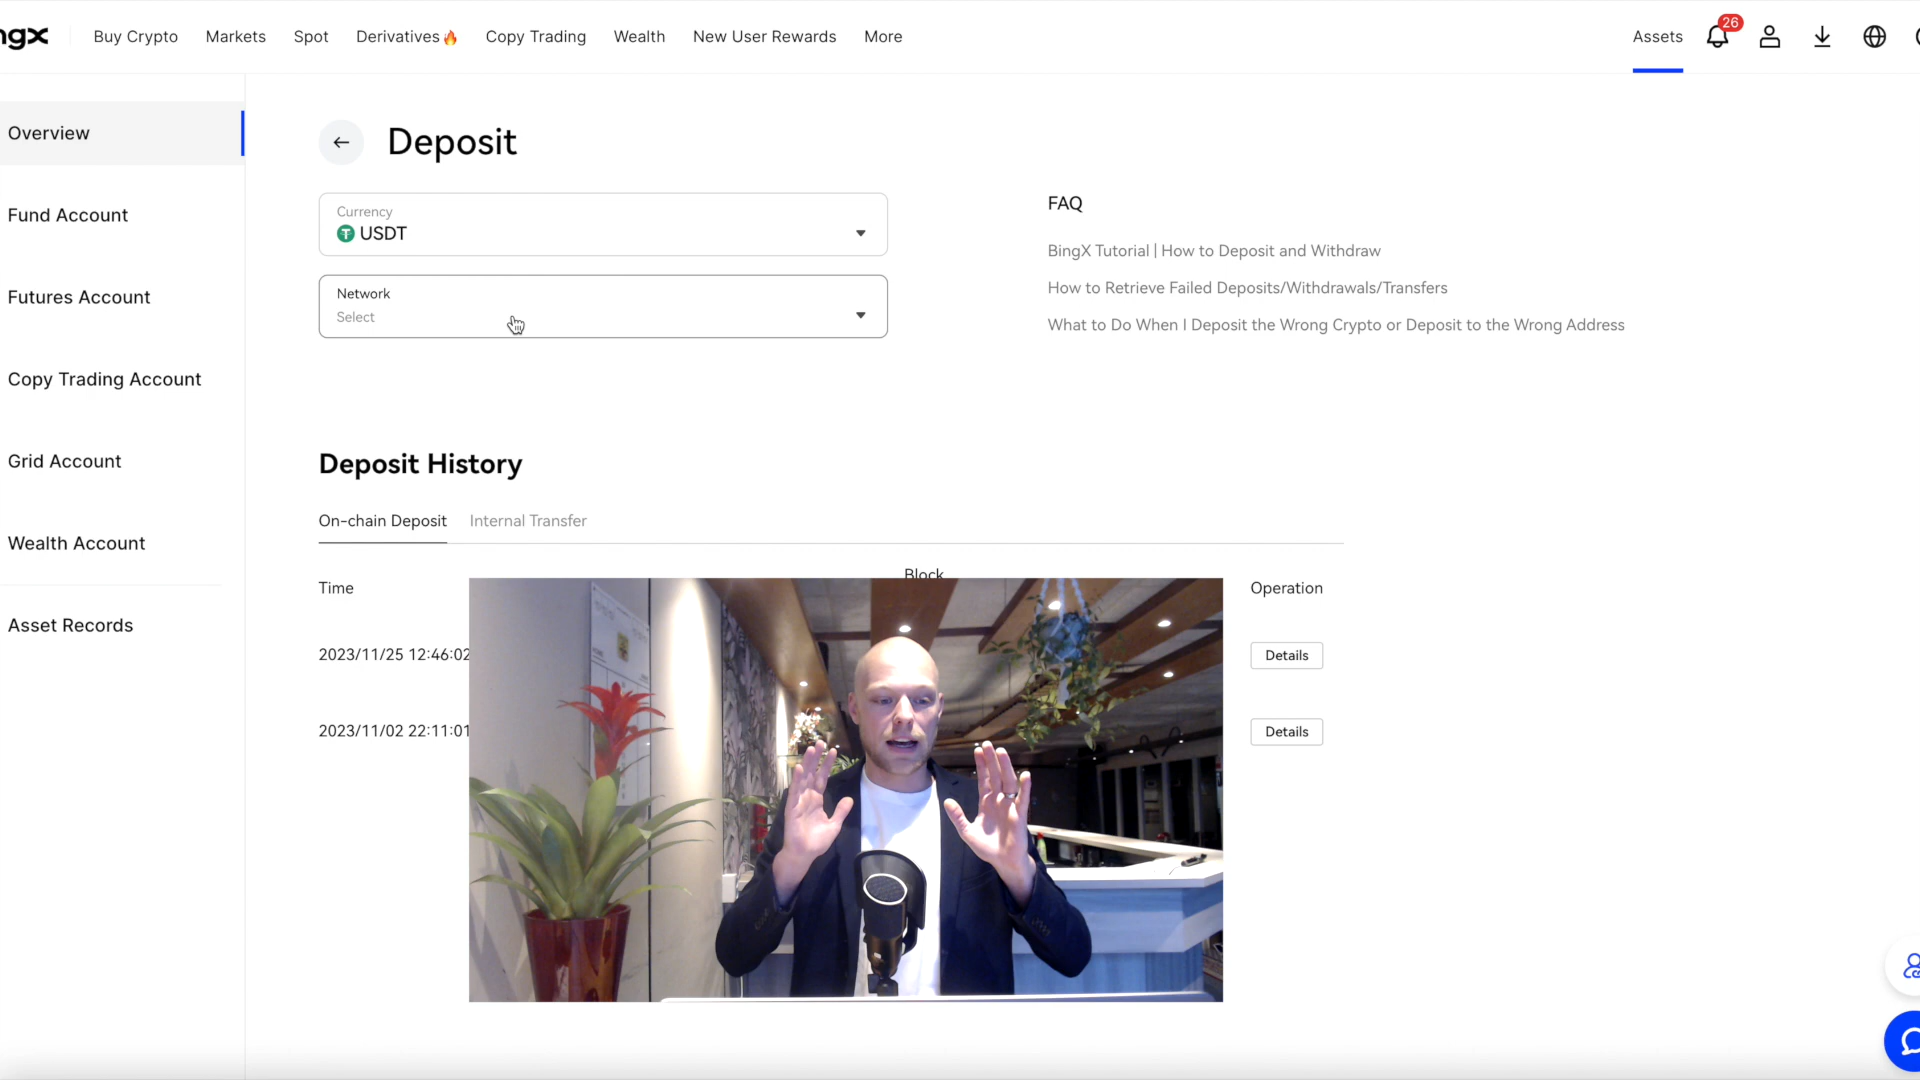 ngX
Buy Crypto
Markets
Spot
Derivatives🔥
Copy Trading
Wealth
New User Rewards
More
Assets
26
Overview
Fund Account
Futures Account
Copy Trading Account
Grid Account
Wealth Account
Asset Records
Deposit
Currency
USDT
Network
Select
FAQ
BingX Tutorial | How to Deposit and Withdraw
How to Retrieve Failed Deposits/Withdrawals/Transfers
What to Do When I Deposit the Wrong Crypto or Deposit to the Wrong Address
Deposit History
On-chain Deposit
Internal Transfer
Time
Block
Operation
2023/11/25 12:46:02
Details
2023/11/02 22:11:01
Details